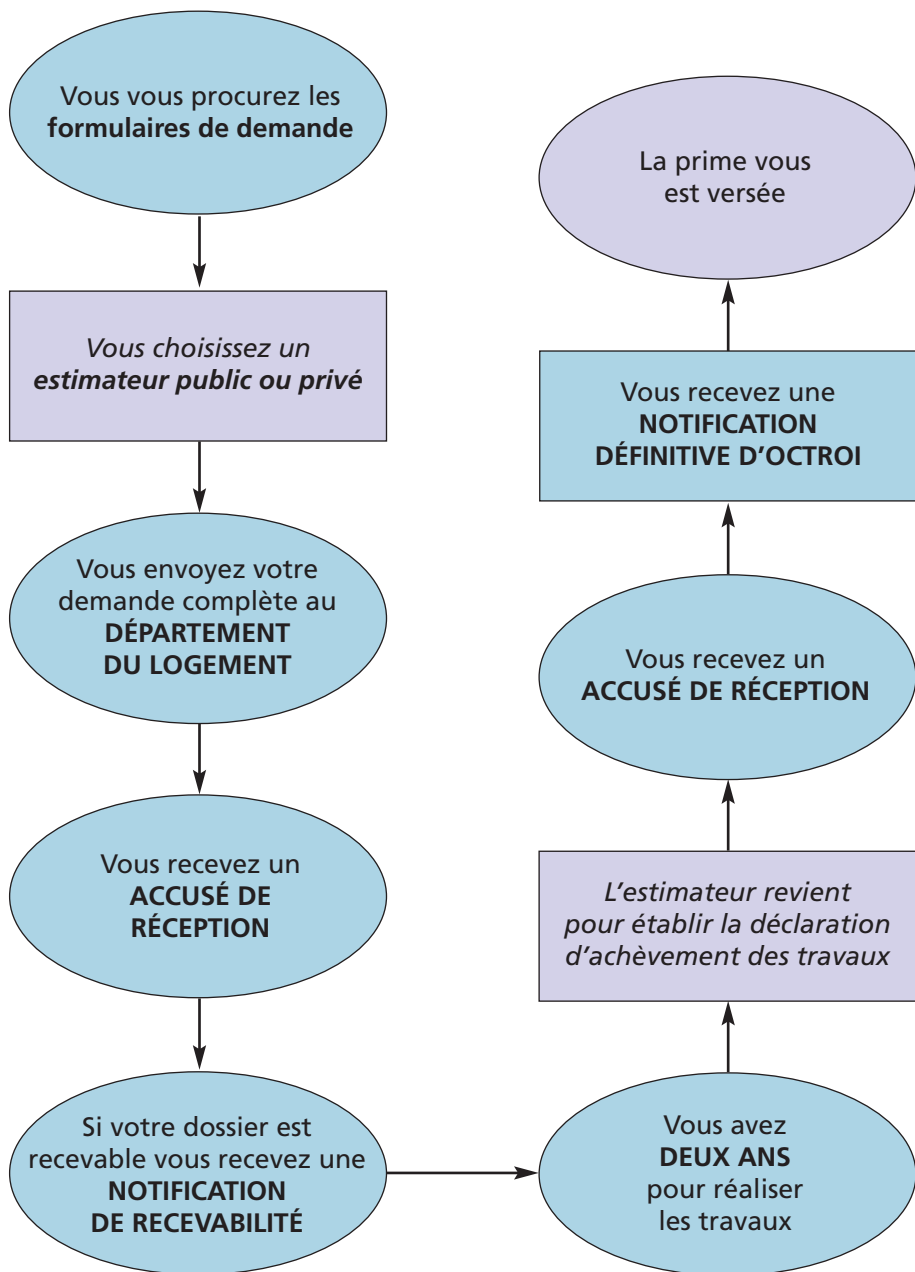 Vous vous procurez les
formulaires de demande
Vous choisissez un
estimateur public ou privé
Vous envoyez votre
demande complète au
DÉPARTEMENT
DU LOGEMENT
Vous recevez un
ACCUSÉ DE
RÉCEPTION
Si votre dossier est
recevable vous recevez une
NOTIFICATION
DE RECEVABILITÉ
Vous avez
DEUX ANS
pour réaliser
les travaux
L'estimateur revient
pour établir la déclaration
d'achèvement des travaux
Vous recevez un
ACCUSÉ DE RÉCEPTION
Vous recevez une
NOTIFICATION
DÉFINITIVE D'OCTROI
La prime vous
est versée